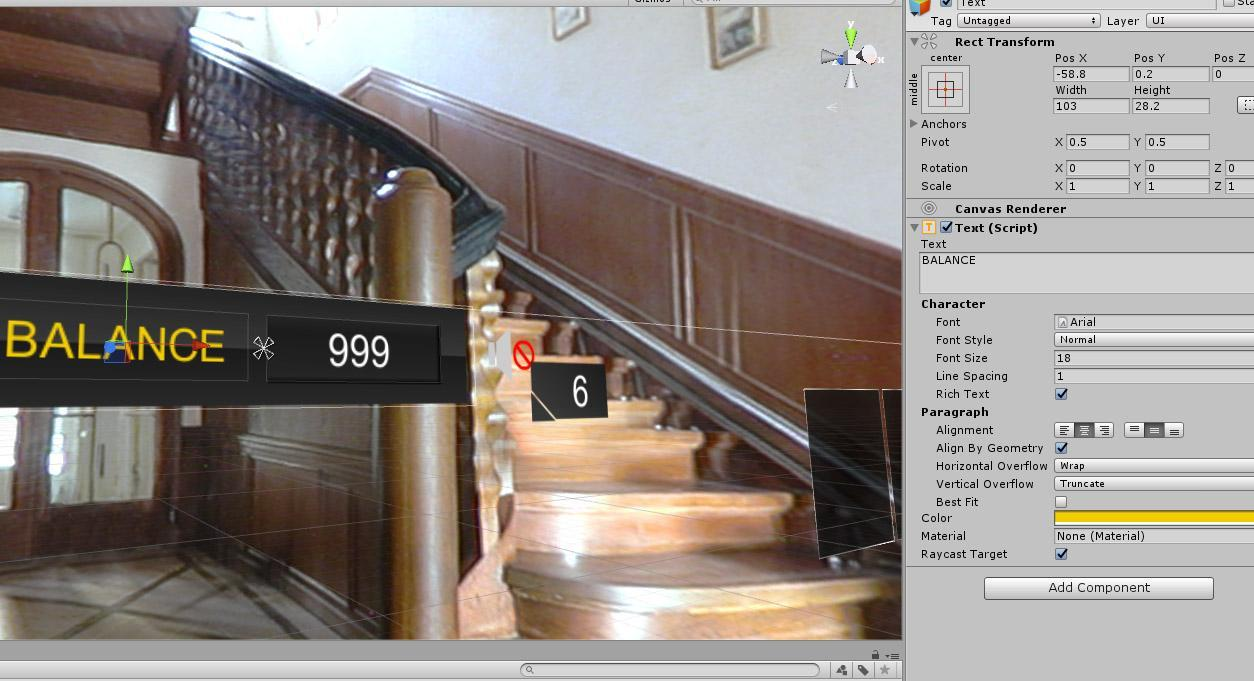 Text
Tag Untagged Layer UI
Rect Transform
center
middle
Pos X Pos Y Pos Z
-58.8 0.2 0
Width Height
103 28.2
Anchors
Pivot X 0.5 Y 0.5
Rotation X 0 Y 0 Z 0
Scale X 1 Y 1 Z 1
Canvas Renderer
T Text (Script)
Text
BALANCE
Character
Font Arial
Font Style Normal
Font Size 18
Line Spacing 1
Rich Text
Paragraph
Alignment
Align By Geometry
Horizontal Overflow Wrap
Vertical Overflow Truncate
Best Fit
Color
Material None (Material)
Raycast Target
Add Component
y
x
BALANCE 999
6